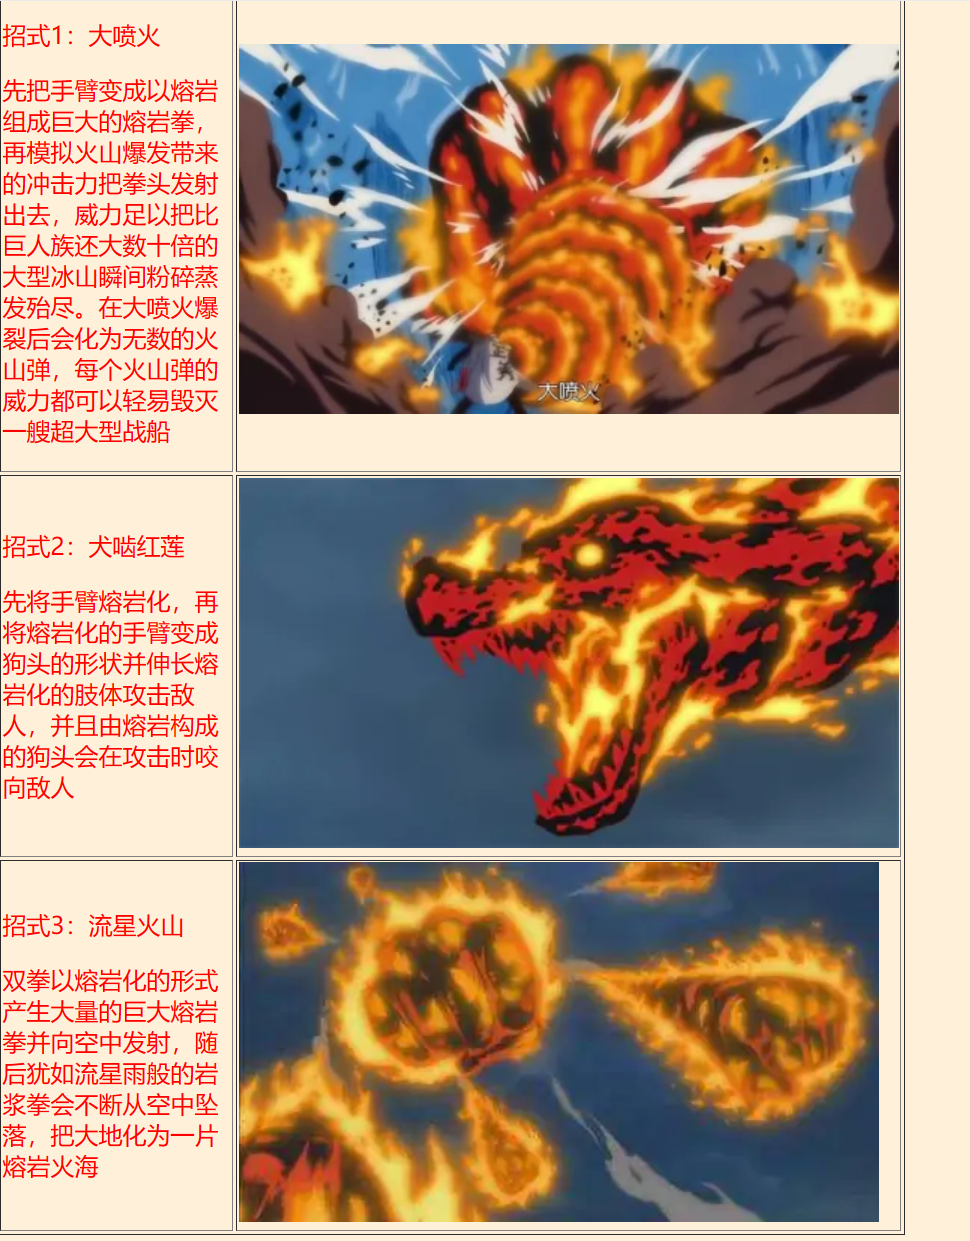 招式1：大喷火
先把手臂变成以熔岩
组成巨大的熔岩拳，
再模拟火山爆发带来
的冲击力把拳头发射
出去，威力足以把比
巨人族还大数十倍的
大型冰山瞬间粉碎蒸
发殆尽。在大喷火爆
裂后会化为无数的火
山弹，每个火山弹的
威力都可以轻易毁灭
一艘超大型战船
大喷火
招式2：犬啮红莲
先将手臂熔岩化，再
将熔岩化的手臂变成
狗头的形状并伸长熔
岩化的肢体攻击敌
人，并且由熔岩构成
的狗头会在攻击时咬
向敌人
招式3：流星火山
双拳以熔岩化的形式
产生大量的巨大熔岩
拳并向空中发射，随
后犹如流星雨般的岩
浆拳会不断从空中坠
落，把大地化为一片
熔岩火海